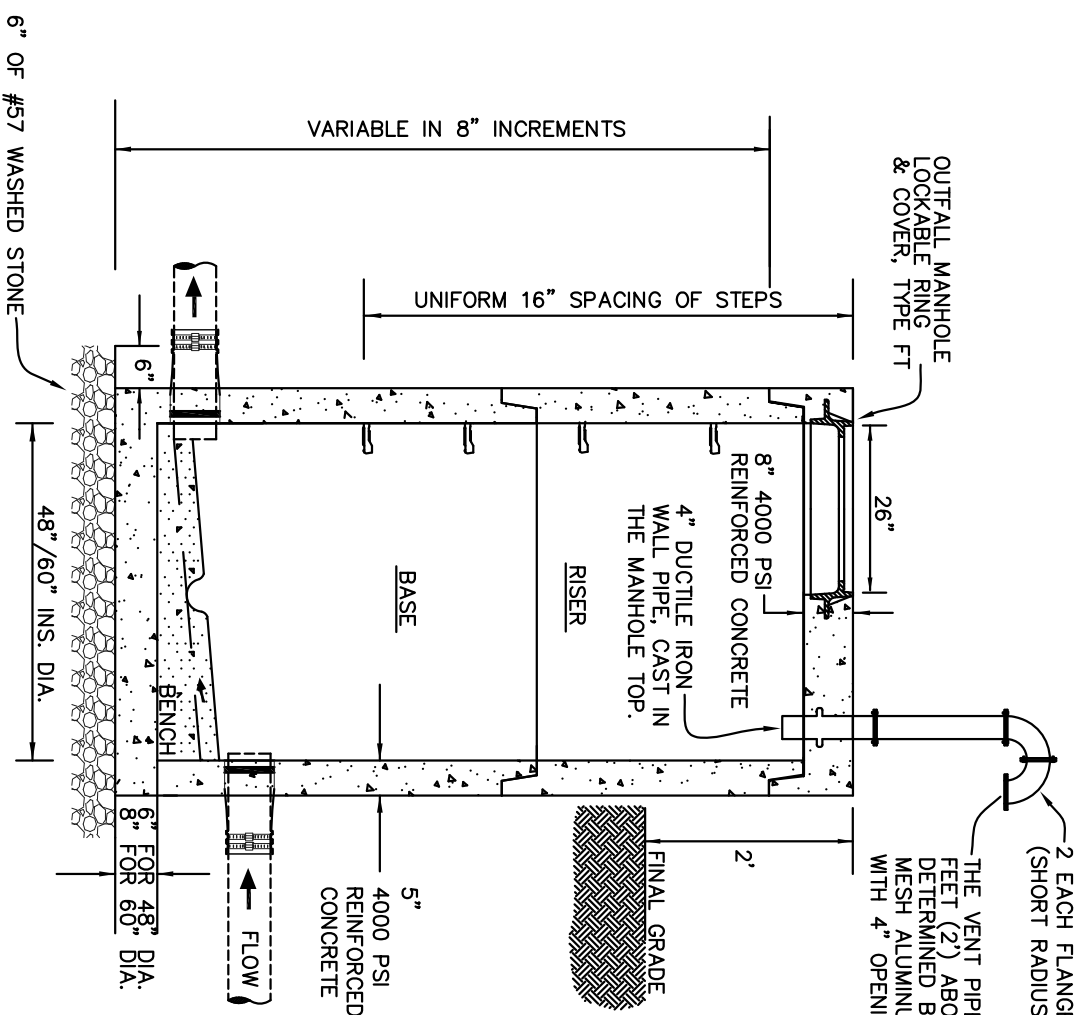 2 EACH FLANG
(SHORT RADIUS
THE VENT PIP
FEET (2') ABO
DETERMINED B
MESH ALUMIN
WITH 4" OPENI
OUTFALL MANHOLE
LOCKABLE RING
& COVER, TYPE FT
26"
8" 4000 PSI
REINFORCED CONCRETE
4" DUCTILE IRON
WALL PIPE, CAST IN
THE MANHOLE TOP.
VARIABLE IN 8" INCREMENTS
UNIFORM 16" SPACING OF STEPS
2'
FINAL GRADE
RISER
BASE
5"
4000 PSI
REINFORCED
CONCRETE
FLOW
BENCH
6"
6" FOR 48" DIA.
8" FOR 60" DIA.
48"/60" INS. DIA.
6" OF #57 WASHED STONE